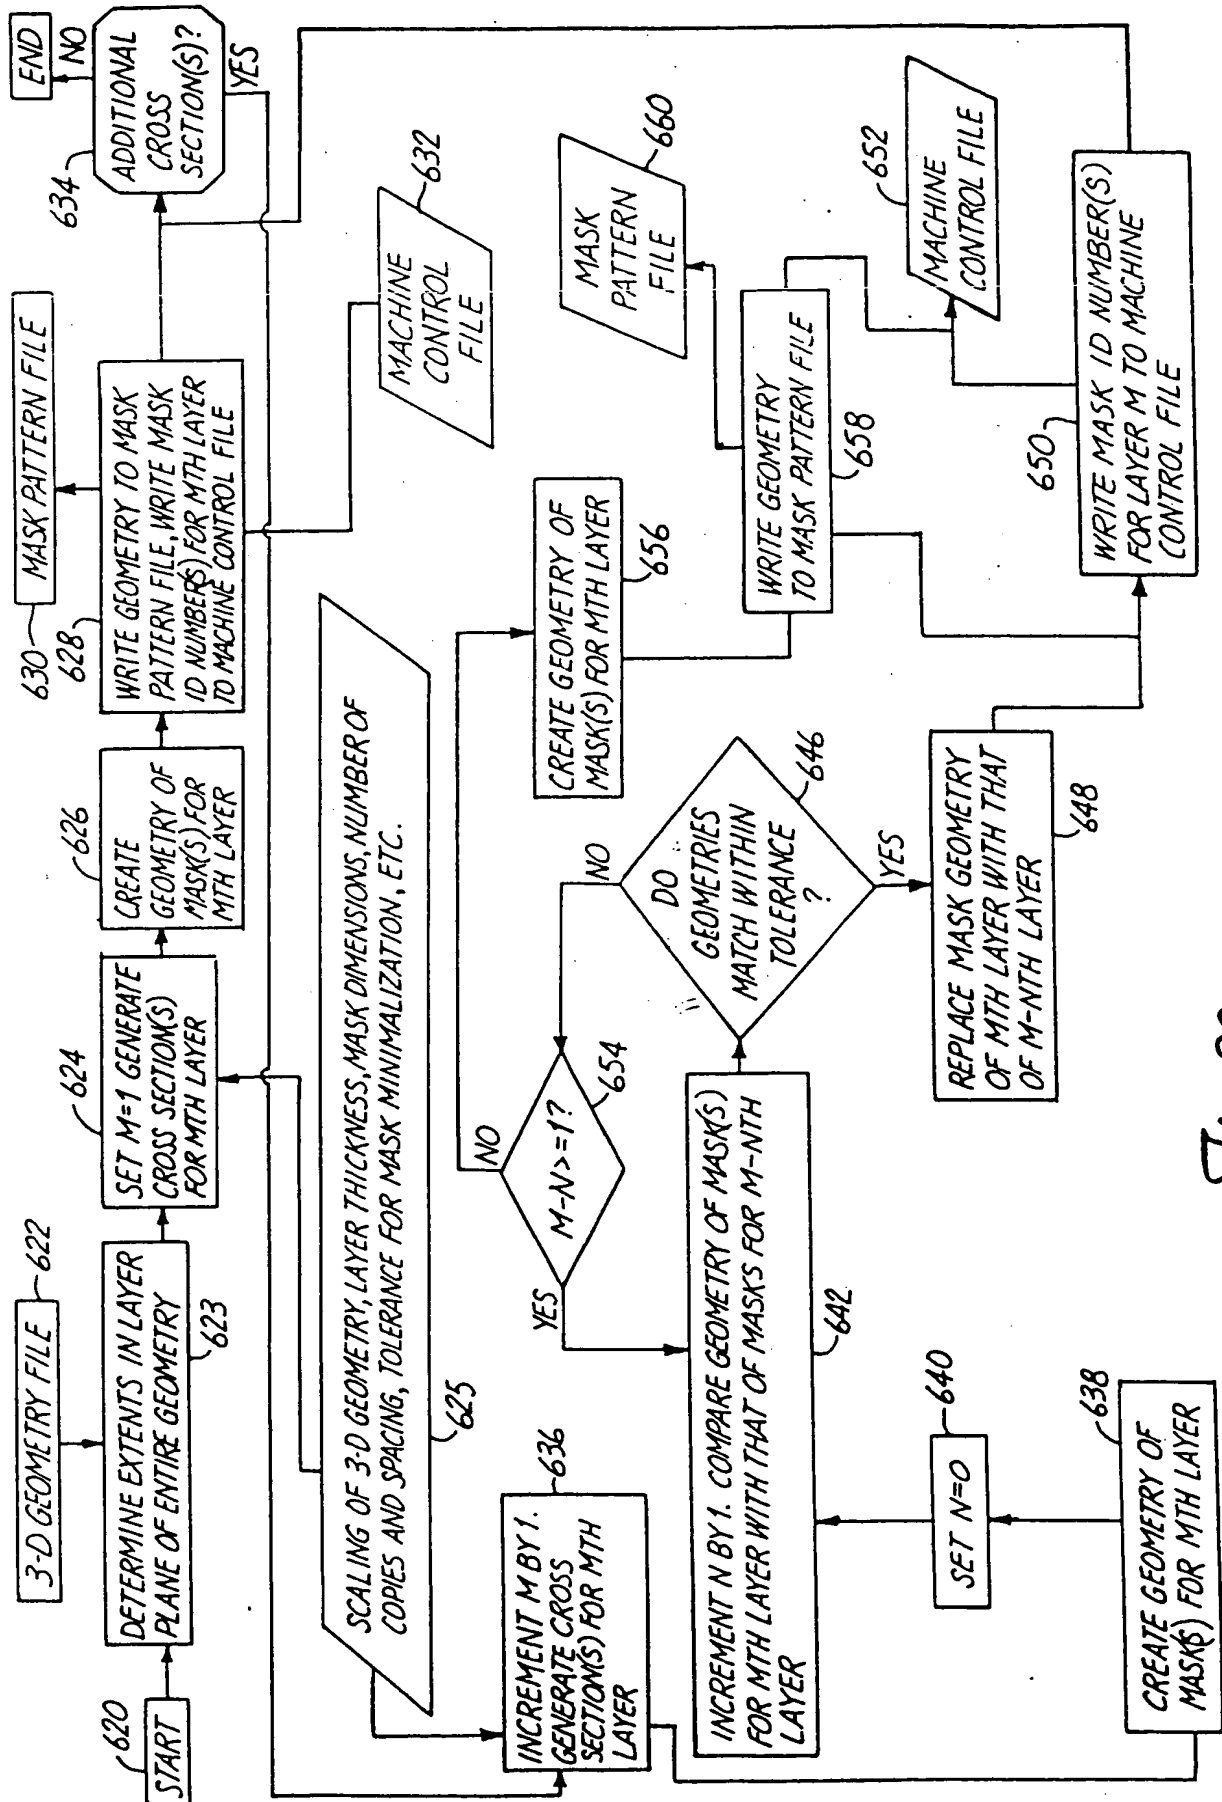 620
START
3-D GEOMETRY FILE
622
DETERMINE EXTENTS IN LAYER
PLANE OF ENTIRE GEOMETRY
623
624
SET M=1 GENERATE
CROSS SECTION(S)
FOR MTH LAYER
626
CREATE
GEOMETRY OF
MASK(S) FOR
MTH LAYER
630
MASK PATTERN FILE
628
WRITE GEOMETRY TO MASK
PATTERN FILE, WRITE MASK
ID NUMBER(S) FOR MTH LAYER
TO MACHINE CONTROL FILE
634
ADDITIONAL
CROSS
SECTION(S)?
NO
END
YES
SCALING OF 3-D GEOMETRY, LAYER THICKNESS, MASK DIMENSIONS, NUMBER OF
COPIES AND SPACING, TOLERANCE FOR MASK MINIMALIZATION, ETC.
625
MACHINE
CONTROL
FILE
632
636
INCREMENT M BY 1.
GENERATE CROSS
SECTION(S) FOR MTH
LAYER
YES
M-N>=1?
NO
654
NO
CREATE GEOMETRY OF
MASK(S) FOR MTH LAYER
656
MASK
PATTERN
FILE
660
INCREMENT N BY 1. COMPARE GEOMETRY OF MASK(S)
FOR MTH LAYER WITH THAT OF MASKS FOR M-NTH
LAYER
642
DO
GEOMETRIES
MATCH WITHIN
TOLERANCE
?
646
YES
WRITE GEOMETRY
TO MASK PATTERN FILE
658
652
MACHINE
CONTROL FILE
SET N=0
640
REPLACE MASK GEOMETRY
OF MTH LAYER WITH THAT
OF M-NTH LAYER
648
650
WRITE MASK ID NUMBER(S)
FOR LAYER M TO MACHINE
CONTROL FILE
638
CREATE GEOMETRY OF
MASK(S) FOR MTH LAYER